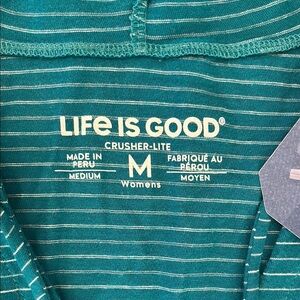 LIFE IS GOOD®
CRUSHER-LITE
MADE IN
PERU
MEDIUM
M
Womens
FABRIQUÉ AU
PÉROU
MOYEN